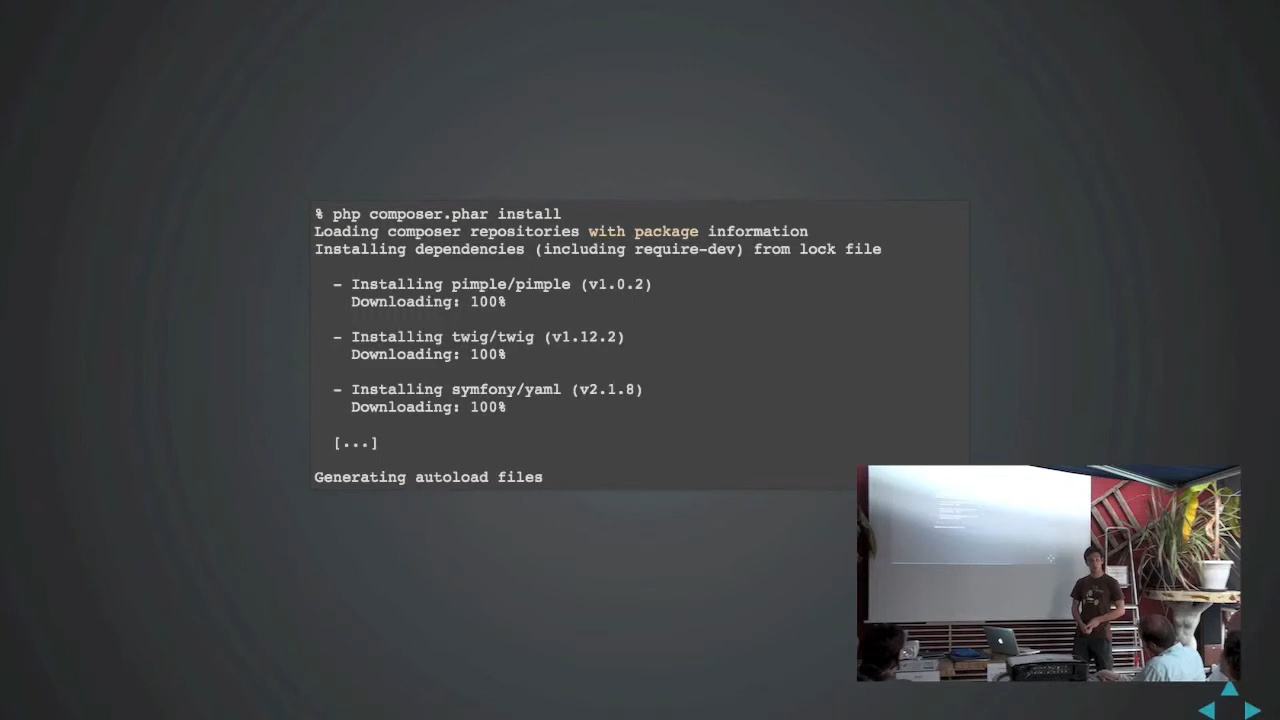 % php composer.phar install
Loading composer repositories with package information
Installing dependencies (including require-dev) from lock file
- Installing pimple/pimple (v1.0.2)
Downloading: 100%
- Installing twig/twig (v1.12.2)
Downloading: 100%
- Installing symfony/yaml (v2.1.8)
Downloading: 100%
[...]
Generating autoload files